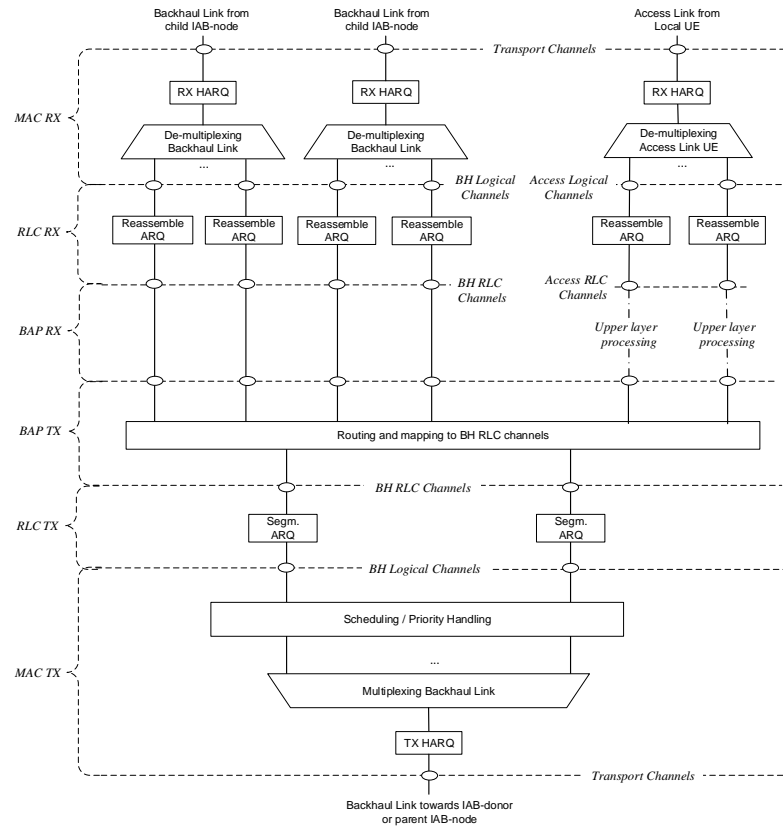 Backhaul Link from
child IAB-node
Backhaul Link from
child IAB-node
Access Link from
Local UE
Transport Channels
RX HARQ
RX HARQ
RX HARQ
MAC RX
De-multiplexing
Backhaul Link
De-multiplexing
Backhaul Link
De-multiplexing
Access Link UE
...
...
...
BH Logical
Channels
Access Logical
Channels
RLC RX
Reassemble
ARQ
Reassemble
ARQ
Reassemble
ARQ
Reassemble
ARQ
Reassemble
ARQ
Reassemble
ARQ
BH RLC
Channels
Access RLC
Channels
BAP RX
Upper layer
processing
Upper layer
processing
BAP TX
Routing and mapping to BH RLC channels
BH RLC Channels
RLC TX
Segm.
ARQ
Segm.
ARQ
BH Logical Channels
Scheduling / Priority Handling
MAC TX
...
Multiplexing Backhaul Link
TX HARQ
Transport Channels
Backhaul Link towards IAB-donor
or parent IAB-node